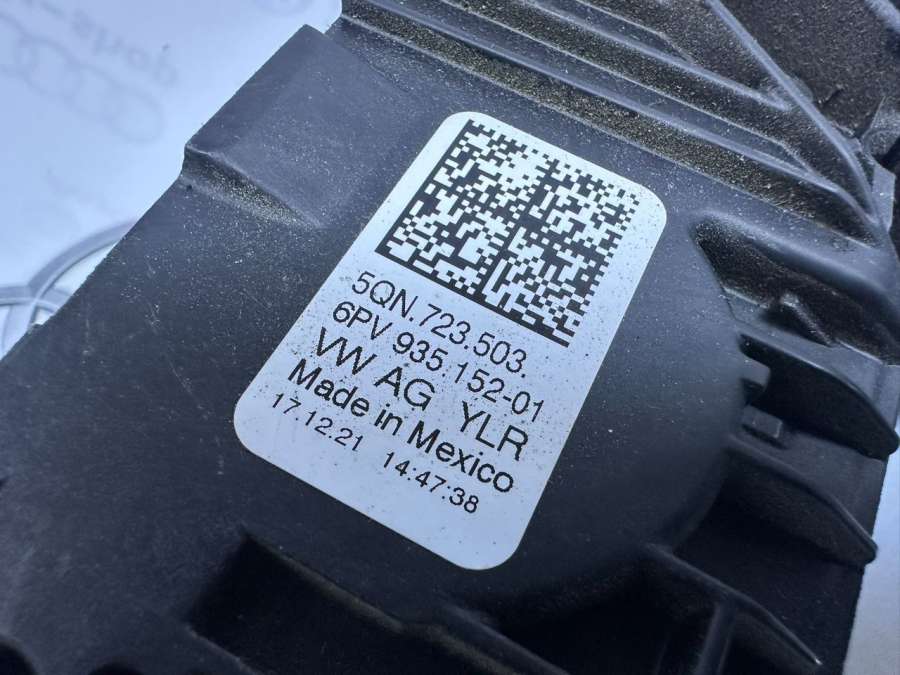 5QN.723.503.
6PV 935 152-01
VW AG YLR
Made in Mexico
17.12.21 14:47:38